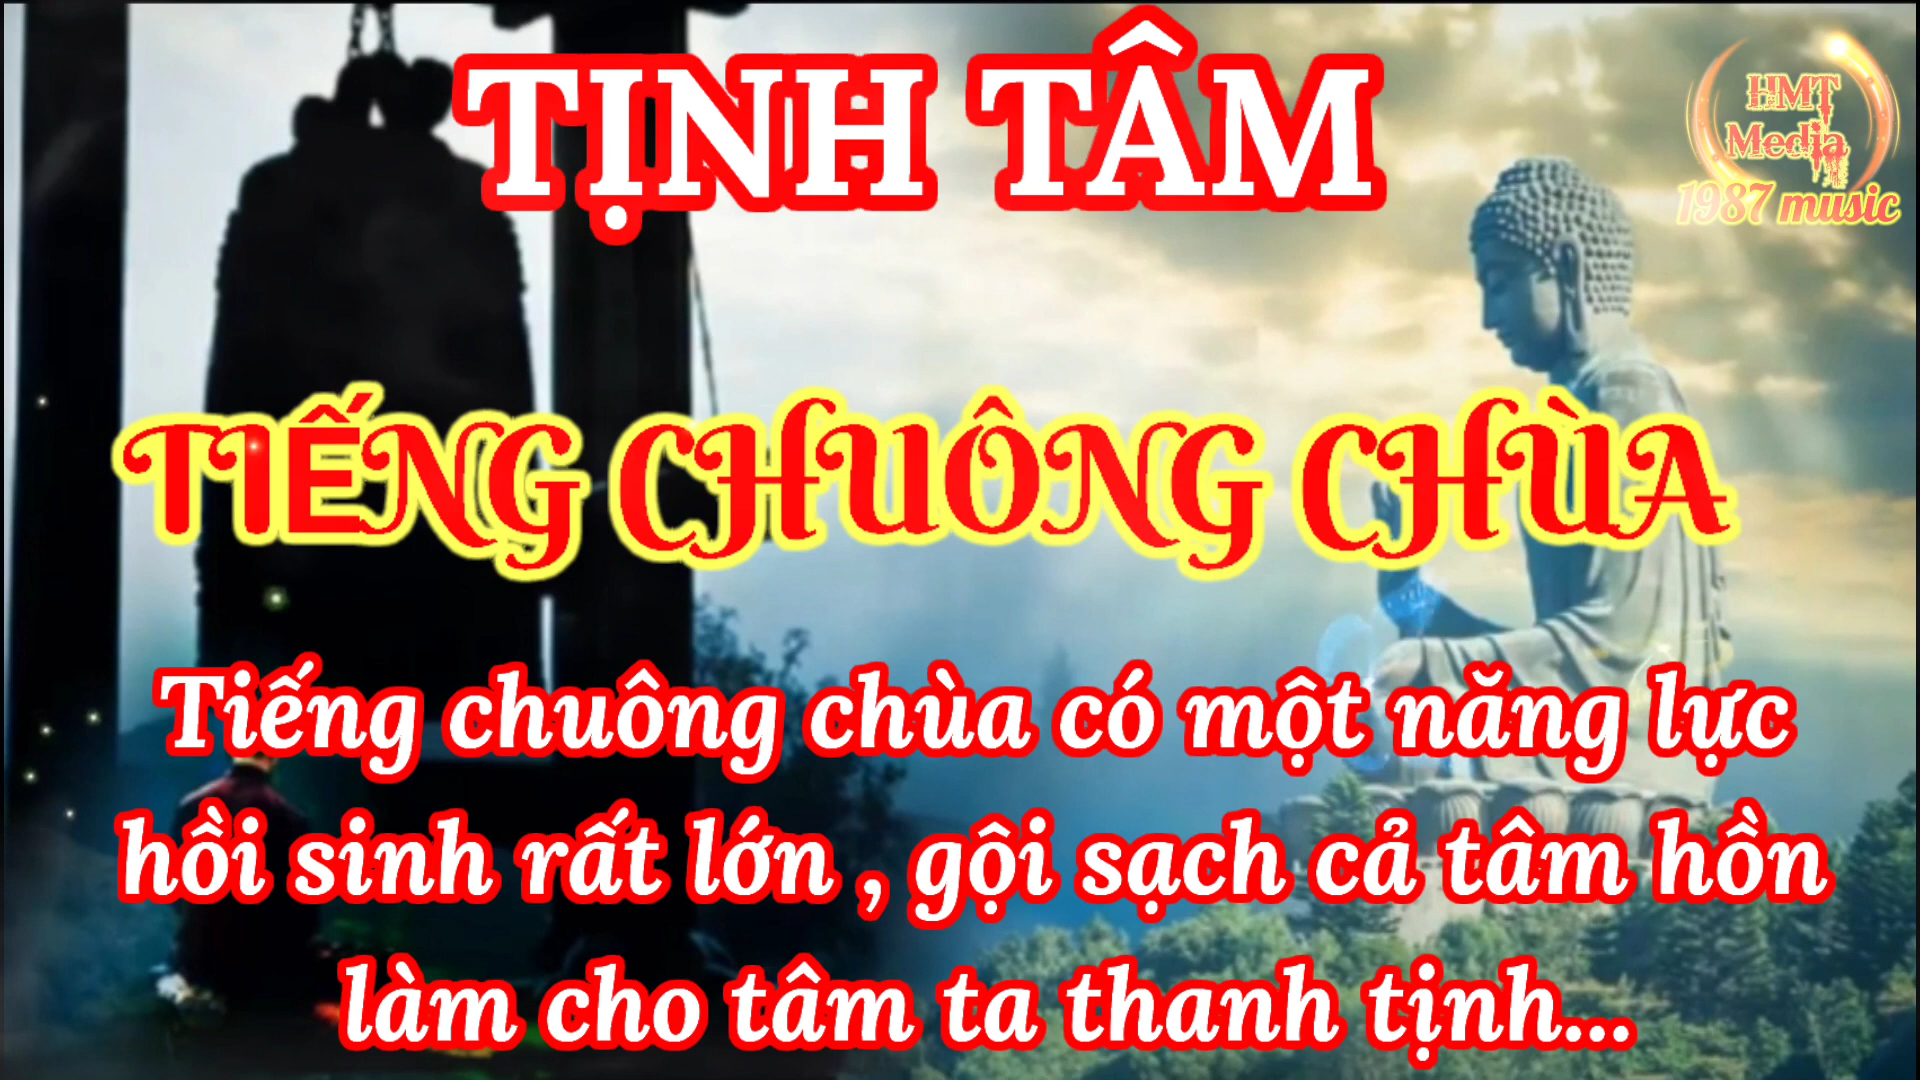 TỊNH TÂM
HMT
Media
1987 music
TIẾNG CHUÔNG CHÙA
Tiếng chuông chùa có một năng lực
hồi sinh rất lớn , gội sạch cả tâm hồn
làm cho tâm ta thanh tịnh...